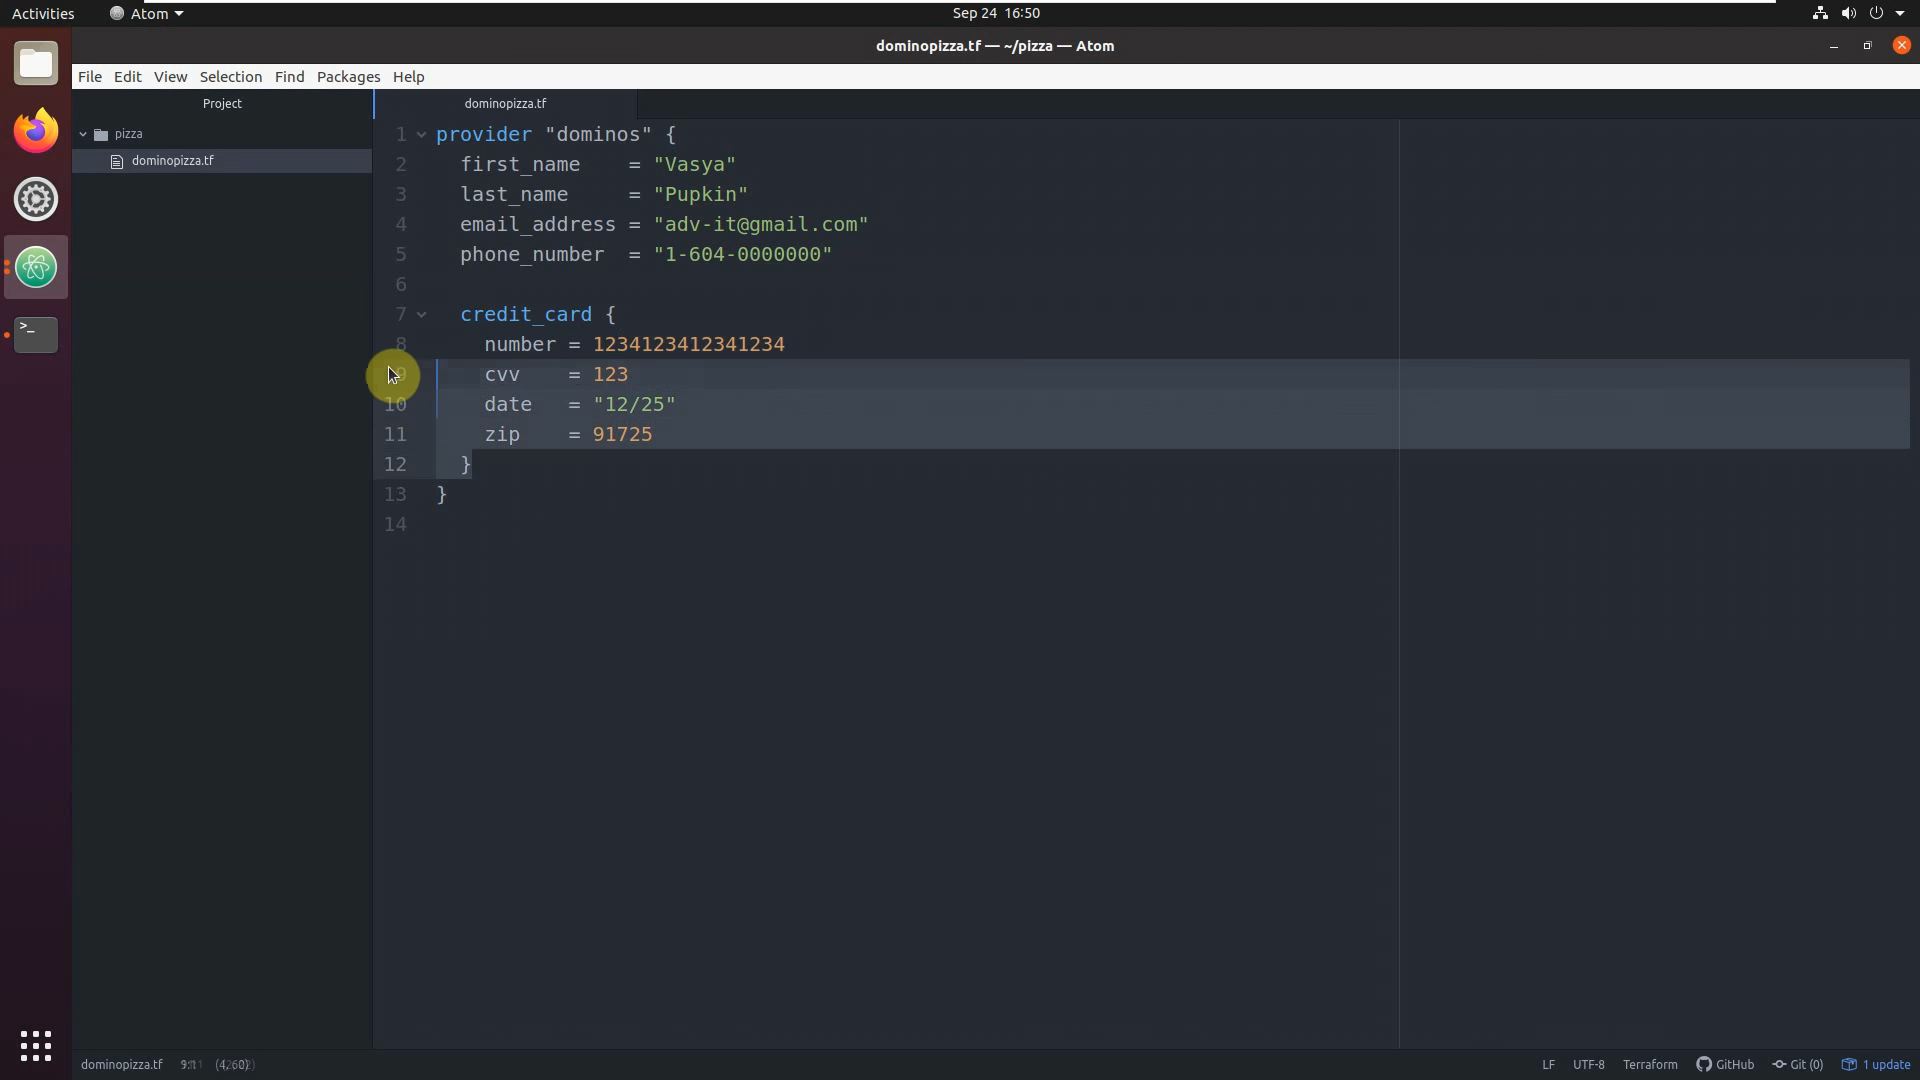 Activities Atom Sep 24 16:50
dominopizza.tf — ~/pizza — Atom
File Edit View Selection Find Packages Help
Project dominopizza.tf
pizza
dominopizza.tf
1 provider "dominos" {
2 first_name = "Vasya"
3 last_name = "Pupkin"
4 email_address = "adv-it@gmail.com"
5 phone_number = "1-604-0000000"
6
7 credit_card {
8 number = 1234123412341234
9 cvv = 123
10 date = "12/25"
11 zip = 91725
12 }
13 }
14
dominopizza.tf LF UTF-8 Terraform GitHub Git (0) 1 update